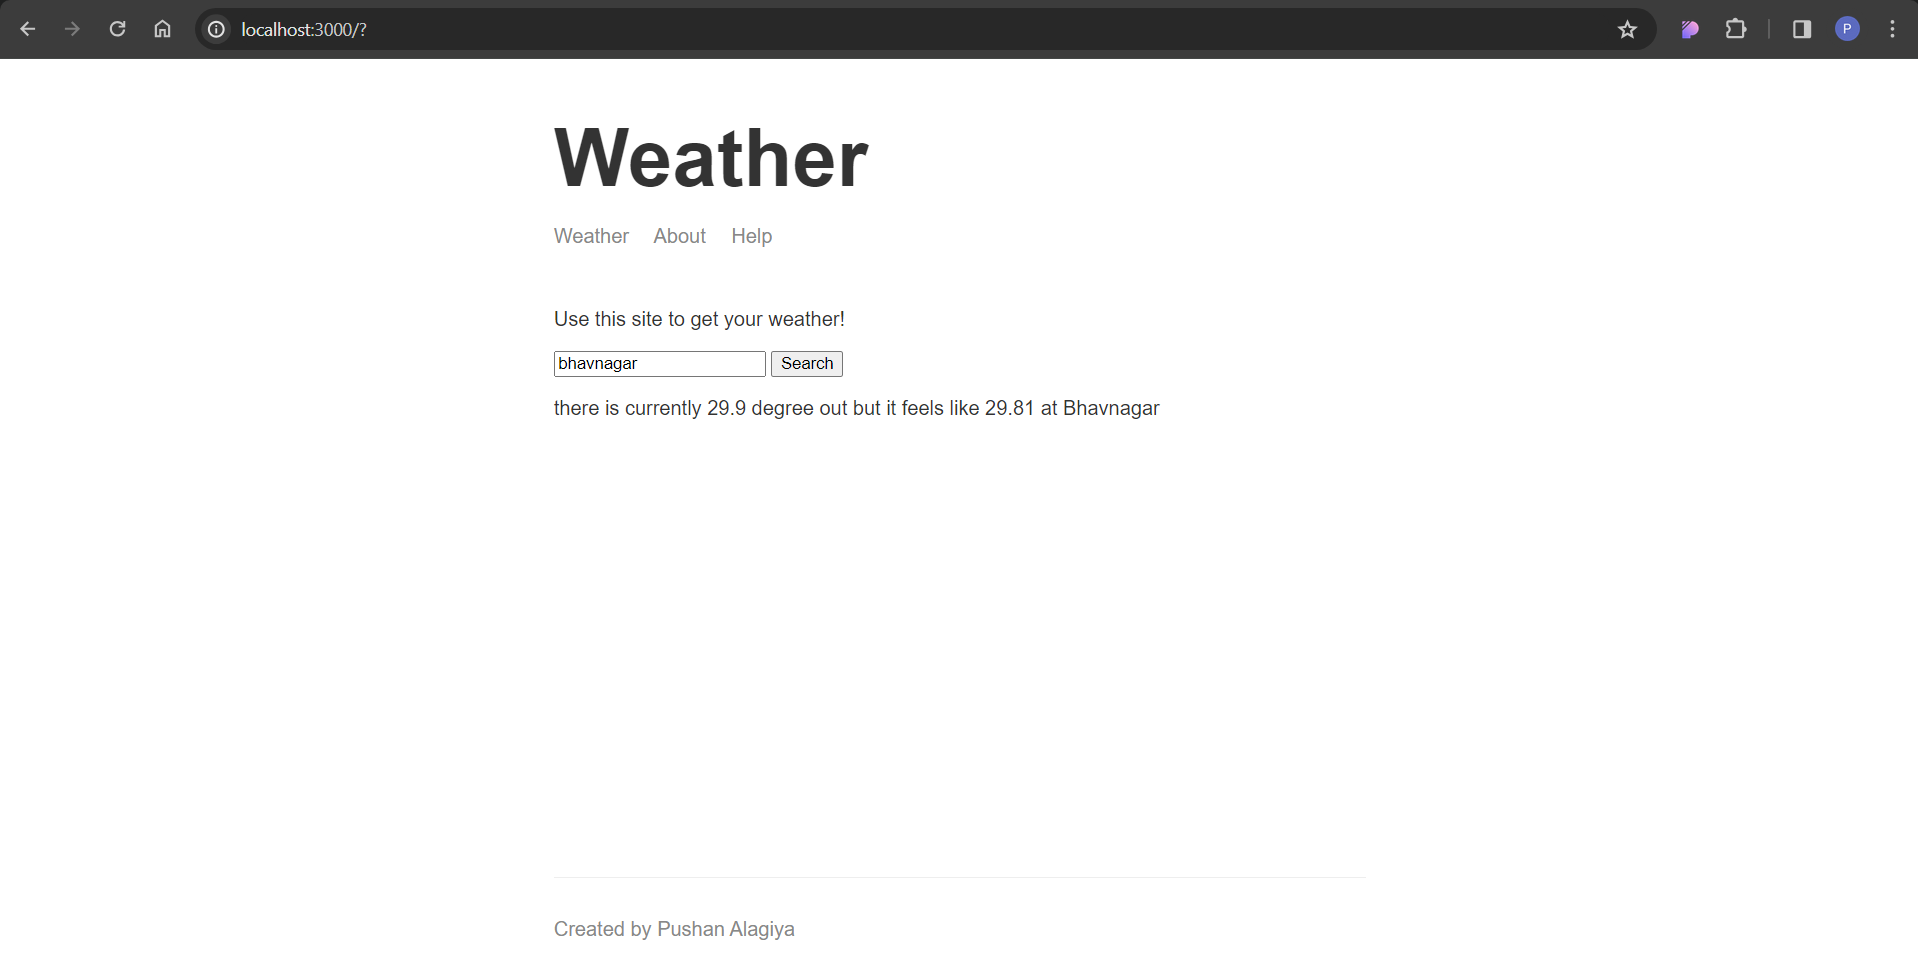 localhost:3000/?
P
Weather
Weather About Help
Use this site to get your weather!
bhavnagar Search
there is currently 29.9 degree out but it feels like 29.81 at Bhavnagar
Created by Pushan Alagiya